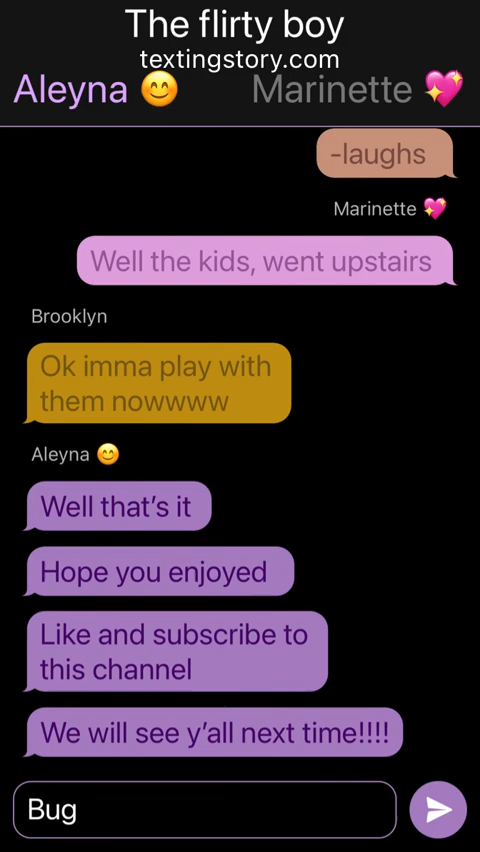 The flirty boy
textingstory.com
Aleyna 😊 Marinette 💖
-laughs
Marinette 💖
Well the kids, went upstairs
Brooklyn
Ok imma play with
them nowwww
Aleyna 😊
Well that’s it
Hope you enjoyed
Like and subscribe to
this channel
We will see y’all next time!!!!
Bug